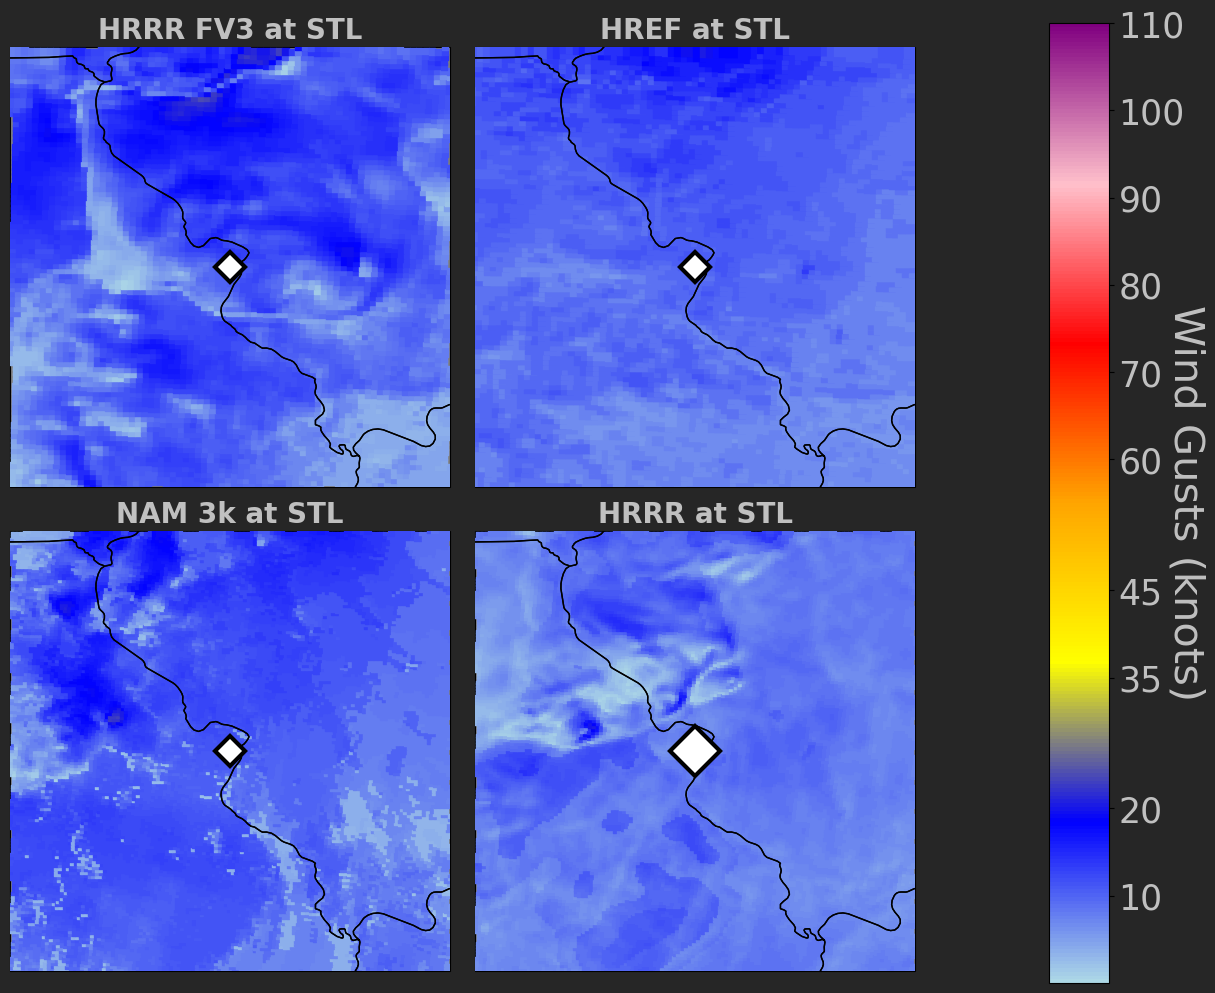 HRRR FV3 at STL
HREF at STL
NAM 3k at STL
HRRR at STL
110
100
90
80
70
60
45
35
20
10
Wind Gusts (knots)